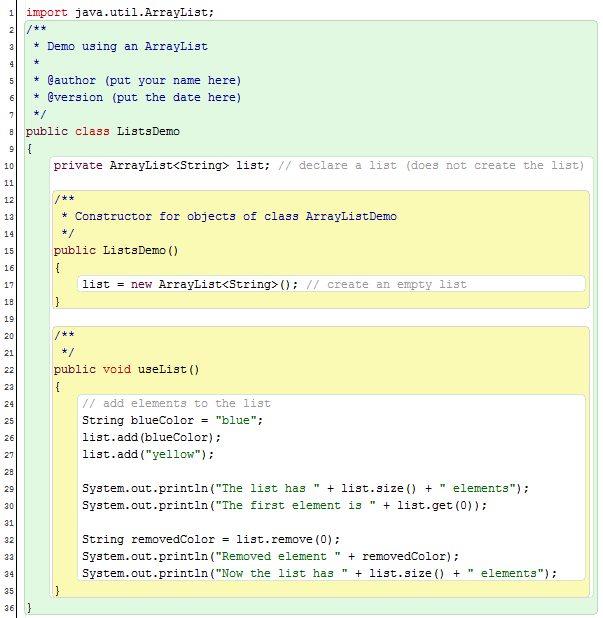 1 import java.util.ArrayList;
2 /**
3  * Demo using an ArrayList
4  *
5  * @author (put your name here)
6  * @version (put the date here)
7  */
8 public class ListsDemo
9 {
10     private ArrayList<String> list; // declare a list (does not create the list)
11
12     /**
13      * Constructor for objects of class ArrayListDemo
14      */
15     public ListsDemo()
16     {
17         list = new ArrayList<String>(); // create an empty list
18     }
19
20     /**
21      */
22     public void useList()
23     {
24         // add elements to the list
25         String blueColor = "blue";
26         list.add(blueColor);
27         list.add("yellow");
28
29         System.out.println("The list has " + list.size() + " elements");
30         System.out.println("The first element is " + list.get(0));
31
32         String removedColor = list.remove(0);
33         System.out.println("Removed element " + removedColor);
34         System.out.println("Now the list has " + list.size() + " elements");
35     }
36 }